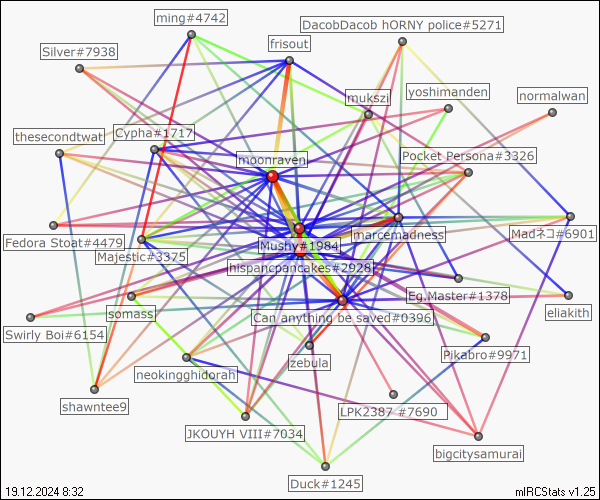 ming#4742
DacobDacob hORNY police#5271
Silver#7938
frisout
mukszi
yoshimanden
normalwan
thesecondtwat
Cypha#1717
moonraven
Pocket Persona#3326
Fedora Stoat#4479
Majestic#3375
Mushy#1984
marcemadness
Madネコ#6901
hispancpancakes#2928
somass
Eg.Master#1378
eliakith
Swirly Boi#6154
Can anything be saved#0396
zebula
Pikabro#9971
neokingghidorah
shawntee9
LPK2387 #7690
JKOUYH VIII#7034
bigcitysamurai
Duck#1245
19.12.2024 8:32
mIRCStats v1.25